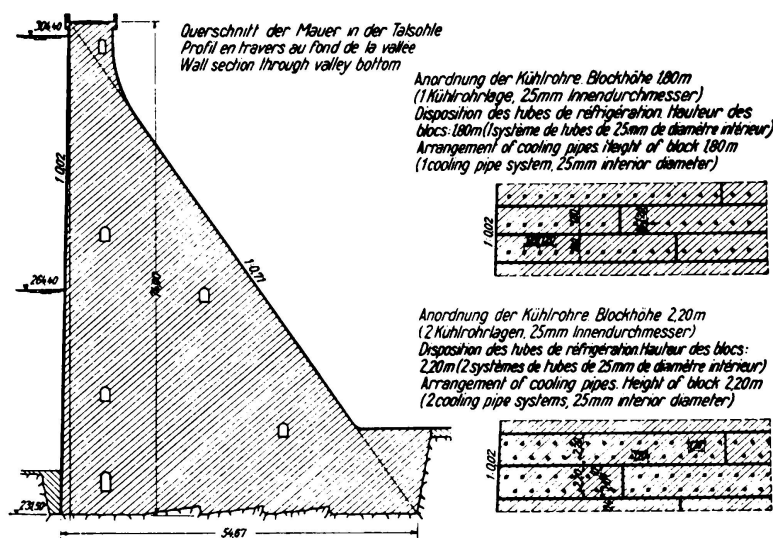 304,40
Querschnitt der Mauer in der Talsohle
Profil en travers au fond de la vallée
Wall section through valley bottom
Anordnung der Kühlrohre. Blockhöhe 1,80m
(1 Kühlrohrlage, 25mm Innendurchmesser)
Disposition des tubes de réfrigération. Hauteur des
blocs: 1,80m (1 système de tubes de 25mm de diamètre intérieur)
Arrangement of cooling pipes. Height of block 1,80m
(1 cooling pipe system, 25mm interior diameter)
1:0,02
1:0,02
264,40
1:0,77
Anordnung der Kühlrohre. Blockhöhe 2,20m
(2 Kühlrohrlagen, 25mm Innendurchmesser)
Disposition des tubes de réfrigération. Hauteur des blocs:
2,20m (2 systèmes de tubes de 25mm de diamètre intérieur)
Arrangement of cooling pipes. Height of block 2,20m
(2 cooling pipe systems, 25mm interior diameter)
1:0,02
2,20
2,20
231,50
54,67